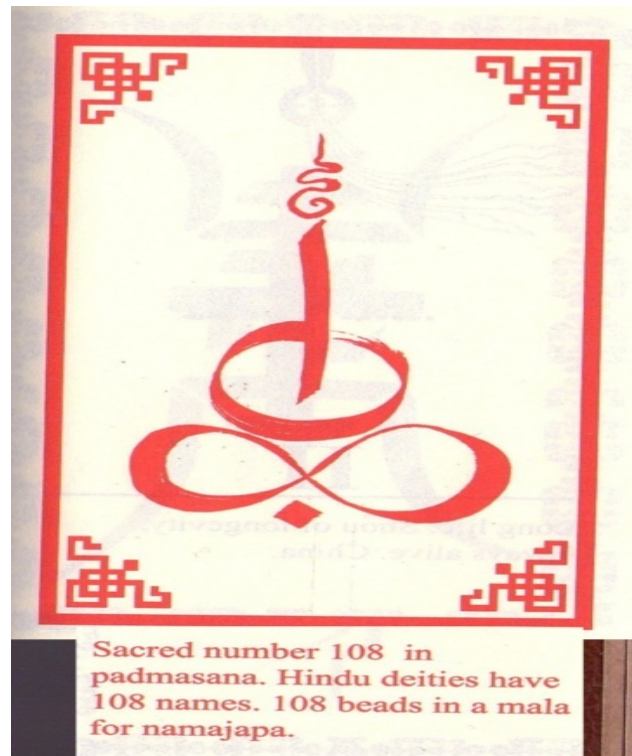 Sacred number 108 in
padmasana. Hindu deities have
108 names. 108 beads in a mala
for namajapa.